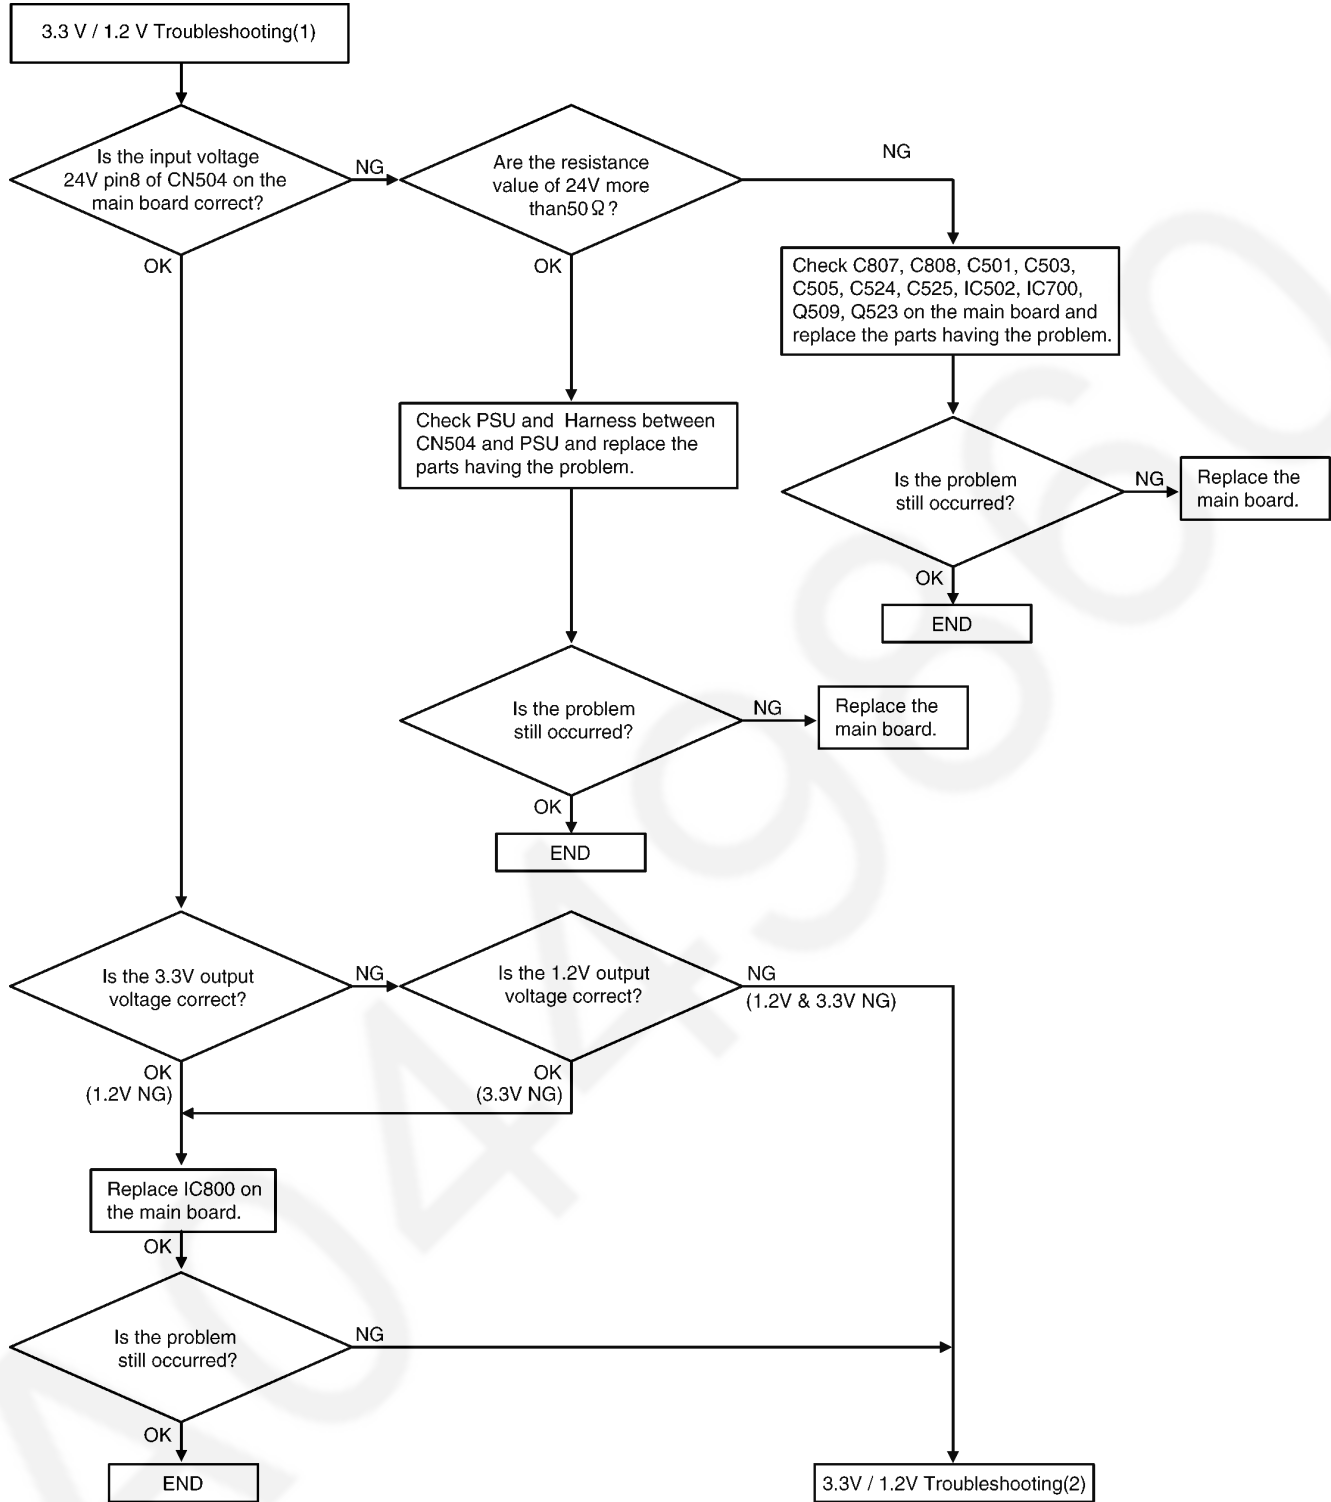 3.3 V / 1.2 V Troubleshooting(1)
Is the input voltage
24V pin8 of CN504 on the
main board correct?
NG
OK
Are the resistance
value of 24V more
than50 Ω ?
NG
OK
Check C807, C808, C501, C503,
C505, C524, C525, IC502, IC700,
Q509, Q523 on the main board and
replace the parts having the problem.
Check PSU and Harness between
CN504 and PSU and replace the
parts having the problem.
Is the problem
still occurred?
NG
Replace the
main board.
OK
END
Is the problem
still occurred?
NG
Replace the
main board.
OK
END
Is the 3.3V output
voltage correct?
NG
Is the 1.2V output
voltage correct?
NG
(1.2V & 3.3V NG)
OK
(1.2V NG)
OK
(3.3V NG)
Replace IC800 on
the main board.
OK
Is the problem
still occurred?
NG
OK
END
3.3V / 1.2V Troubleshooting(2)